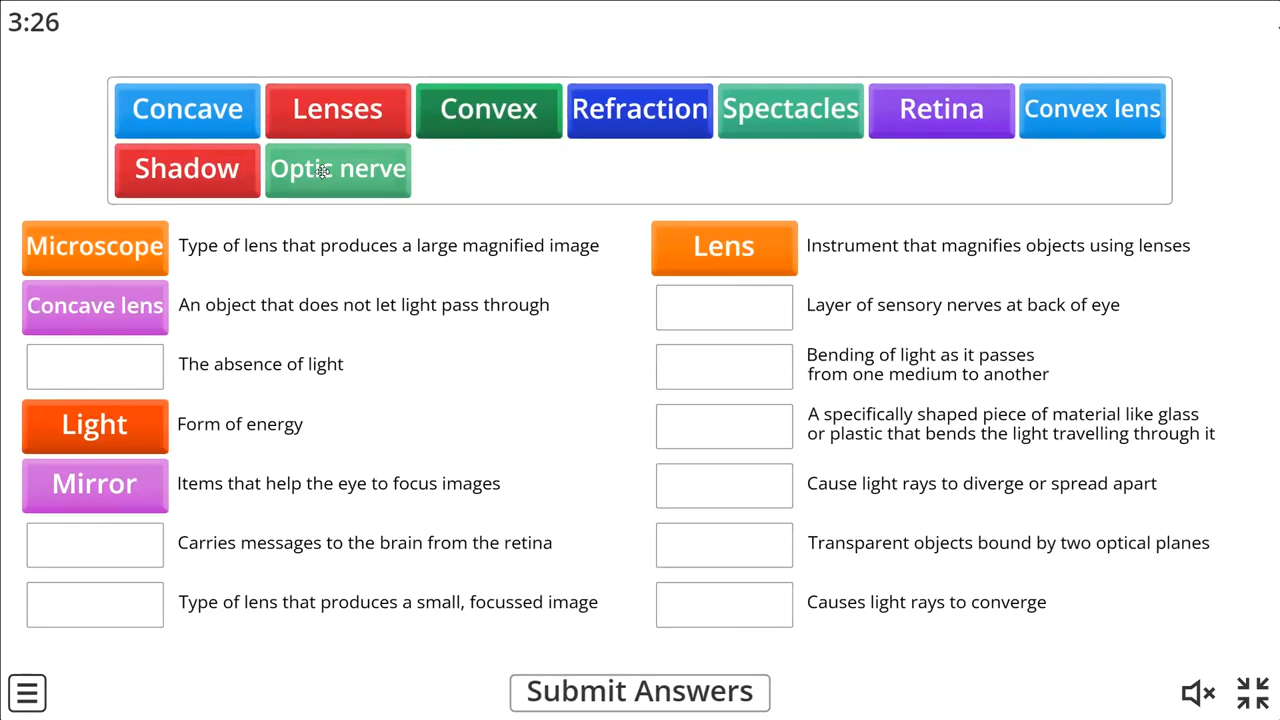 3:26
Concave Lenses Convex Refraction Spectacles Retina Convex lens
Shadow Optic nerve
Microscope Type of lens that produces a large magnified image
Concave lens An object that does not let light pass through
The absence of light
Light Form of energy
Mirror Items that help the eye to focus images
Carries messages to the brain from the retina
Type of lens that produces a small, focussed image
Lens Instrument that magnifies objects using lenses
Layer of sensory nerves at back of eye
Bending of light as it passes
from one medium to another
A specifically shaped piece of material like glass
or plastic that bends the light travelling through it
Cause light rays to diverge or spread apart
Transparent objects bound by two optical planes
Causes light rays to converge
Submit Answers